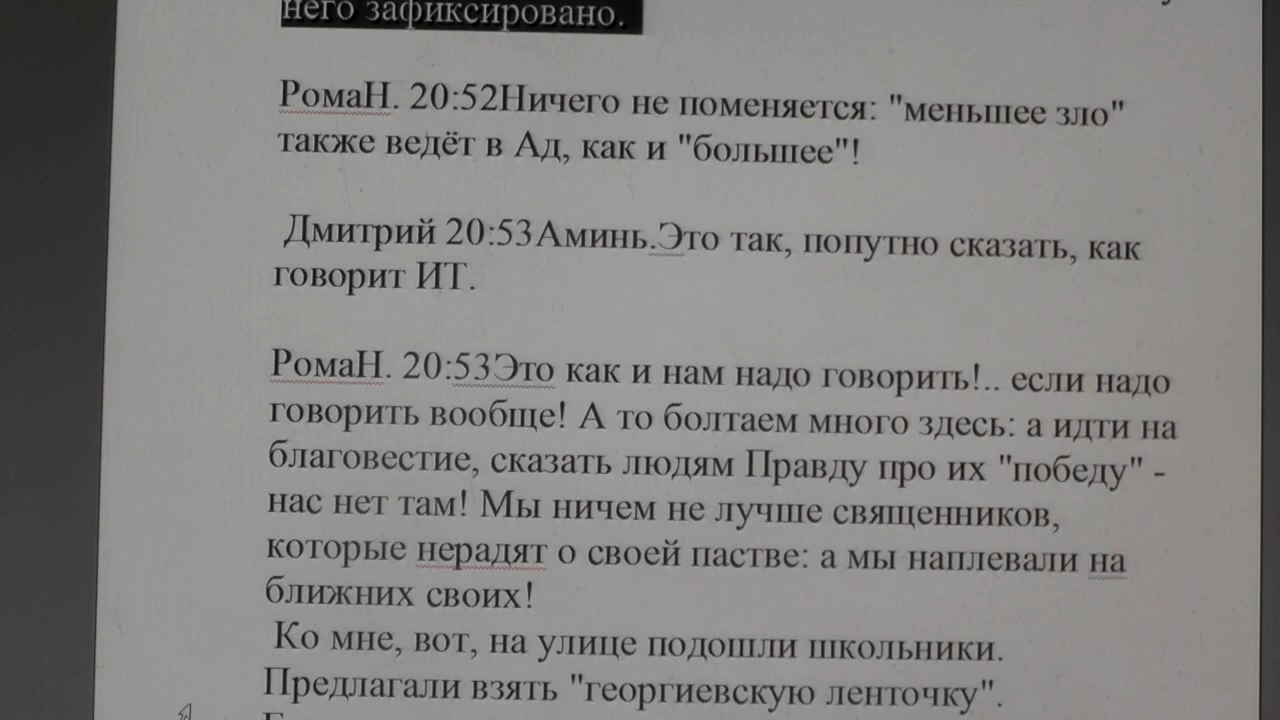 него зафиксировано.
РомаН. 20:52Ничего не поменяется: "меньшее зло"
также ведёт в Ад, как и "большее"!
Дмитрий 20:53Аминь.Это так, попутно сказать, как
говорит ИТ.
РомаН. 20:53Это как и нам надо говорить!.. если надо
говорить вообще! А то болтаем много здесь: а идти на
благовестие, сказать людям Правду про их "победу" -
нас нет там! Мы ничем не лучше священников,
которые нерадят о своей пастве: а мы наплевали на
ближних своих!
Ко мне, вот, на улице подошли школьники.
Предлагали взять "георгиевскую ленточку".